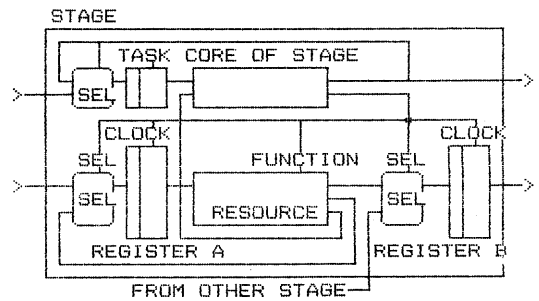 STAGE
TASK CORE OF STAGE
SEL
CLOCK
CLOCK
SEL
FUNCTION
SEL
SEL
SEL
RESOURCE
REGISTER A
REGISTER B
FROM OTHER STAGE